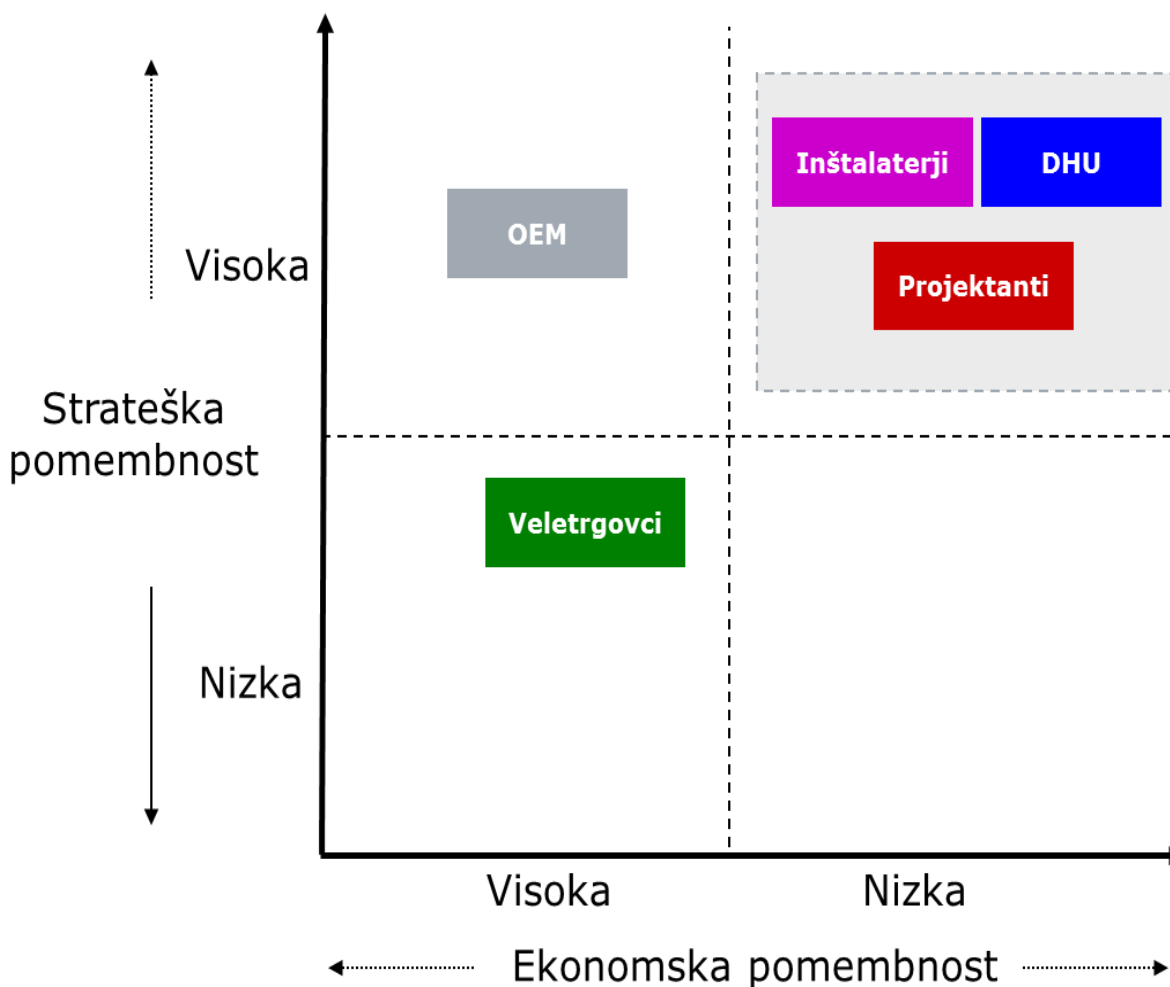 Inštalaterji
DHU
OEM
Projektanti
Visoka
Strateška
pomembnost
Veletrgovci
Nizka
Visoka
Nizka
Ekonomska pomembnost